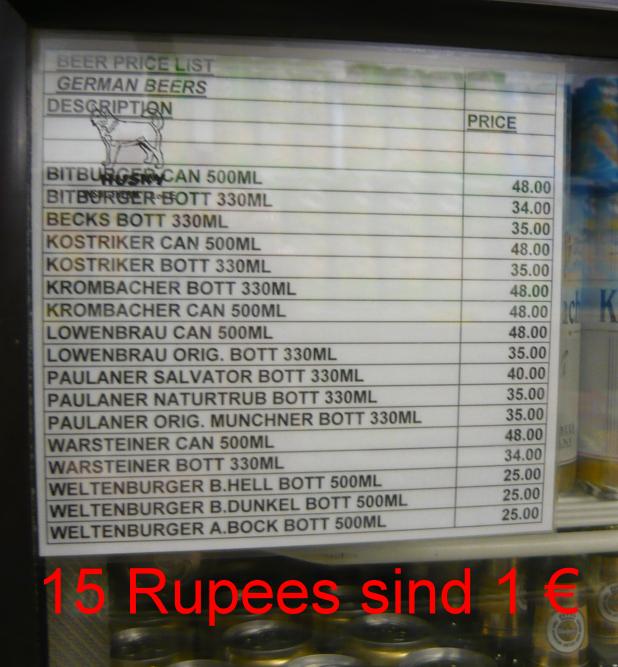 BEER PRICE LIST
GERMAN BEERS
DESCRIPTION PRICE
HUSKY
BITBURGER CAN 500ML 48.00
BITBURGER BOTT 330ML 34.00
BECKS BOTT 330ML 35.00
KOSTRIKER CAN 500ML 48.00
KOSTRIKER BOTT 330ML 35.00
KROMBACHER BOTT 330ML 48.00
KROMBACHER CAN 500ML 48.00
LOWENBRAU CAN 500ML 48.00
LOWENBRAU ORIG. BOTT 330ML 35.00
PAULANER SALVATOR BOTT 330ML 40.00
PAULANER NATURTRUB BOTT 330ML 35.00
PAULANER ORIG. MUNCHNER BOTT 330ML 35.00
WARSTEINER CAN 500ML 48.00
WARSTEINER BOTT 330ML 34.00
WELTENBURGER B.HELL BOTT 500ML 25.00
WELTENBURGER B.DUNKEL BOTT 500ML 25.00
WELTENBURGER A.BOCK BOTT 500ML 25.00
15 Rupees sind 1 €